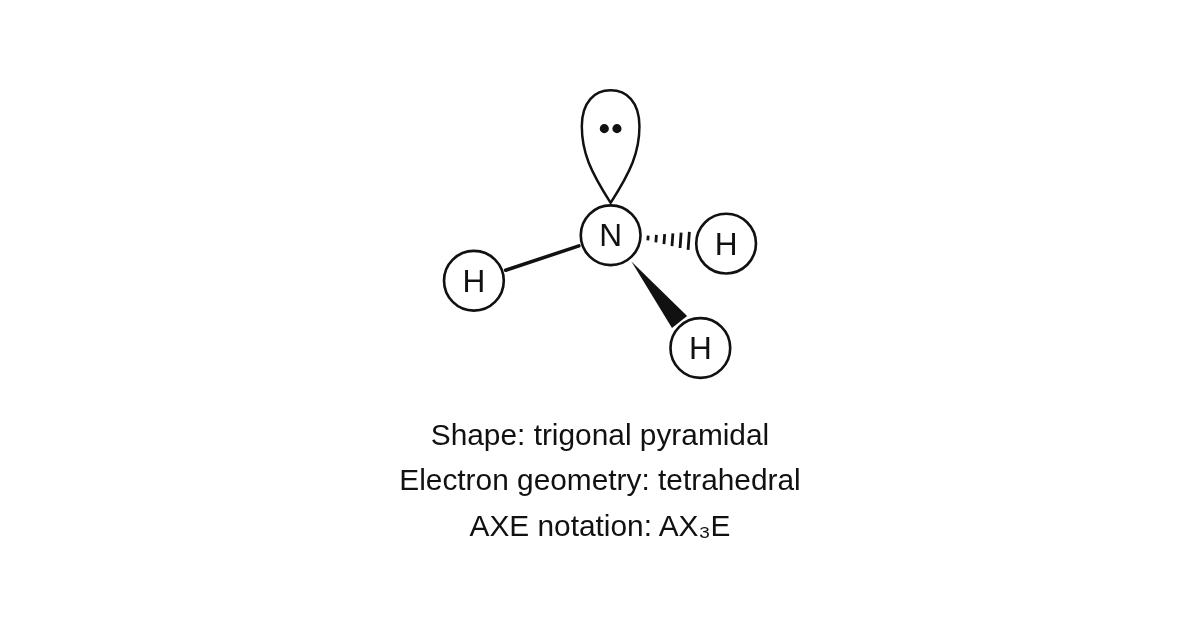 N
H
H
H
Shape: trigonal pyramidal
Electron geometry: tetrahedral
AXE notation: AX₃E